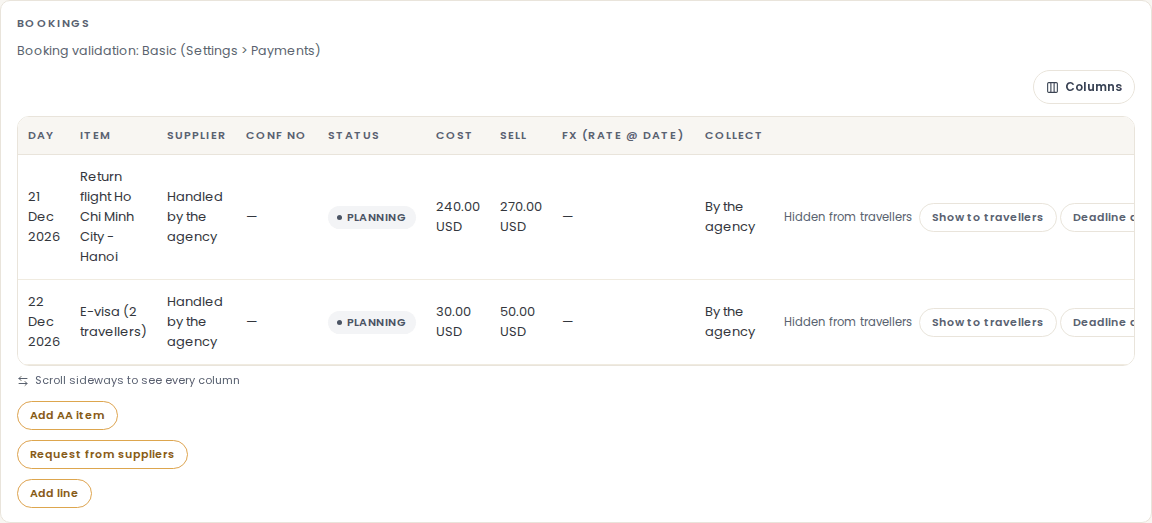 BOOKINGS
Booking validation: Basic (Settings > Payments)
Columns
DAY ITEM SUPPLIER CONF NO STATUS COST SELL FX (RATE @ DATE) COLLECT
21 Dec 2026 Return flight Ho Chi Minh City - Hanoi Handled by the agency — PLANNING 240.00 USD 270.00 USD — By the agency Hidden from travellers Show to travellers Deadline
22 Dec 2026 E-visa (2 travellers) Handled by the agency — PLANNING 30.00 USD 50.00 USD — By the agency Hidden from travellers Show to travellers Deadline
Scroll sideways to see every column
Add AA item
Request from suppliers
Add line